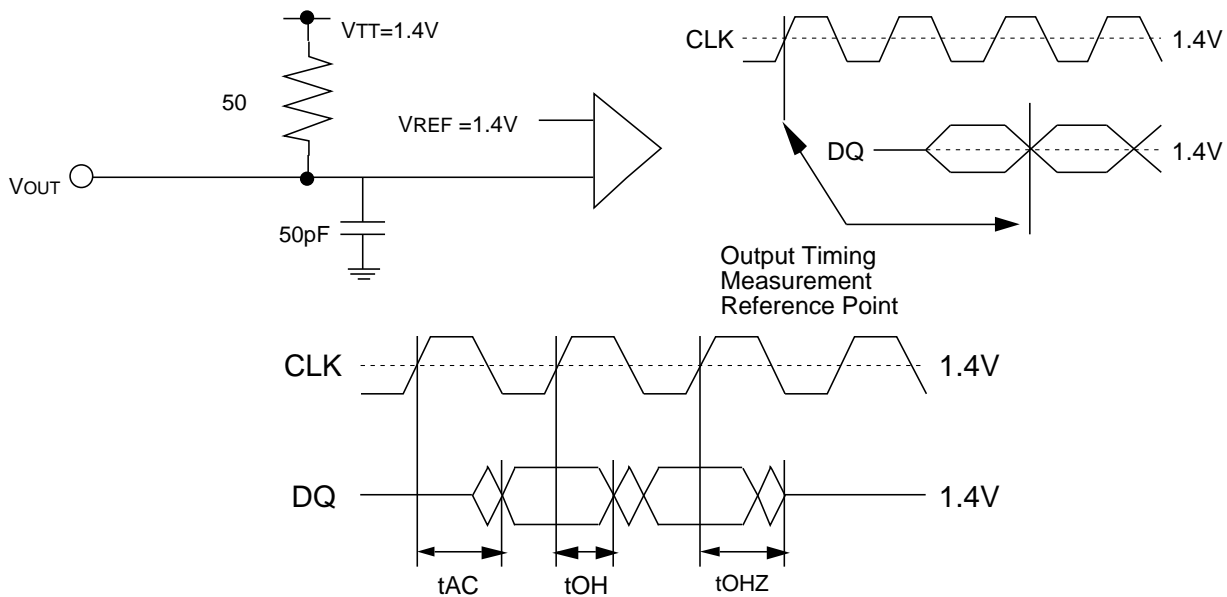 VTT=1.4V
50
VREF =1.4V
VOUT
50pF
CLK
1.4V
DQ
1.4V
Output Timing
Measurement
Reference Point
CLK
1.4V
DQ
1.4V
tAC
tOH
tOHZ